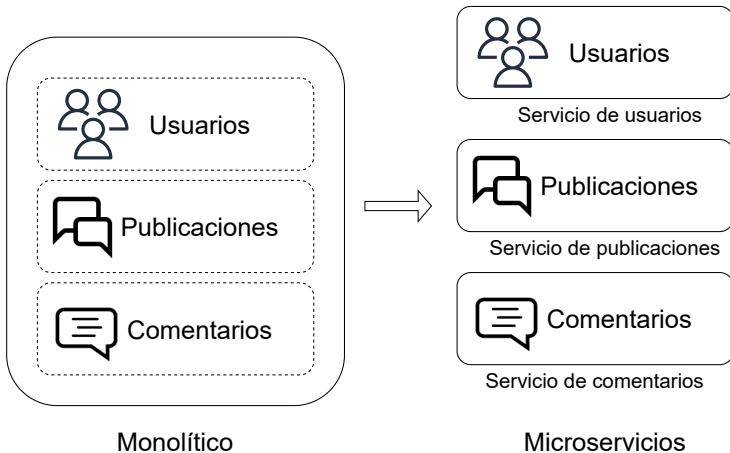 Usuarios
Publicaciones
Comentarios
Monolítico
Usuarios
Servicio de usuarios
Publicaciones
Servicio de publicaciones
Comentarios
Servicio de comentarios
Microservicios